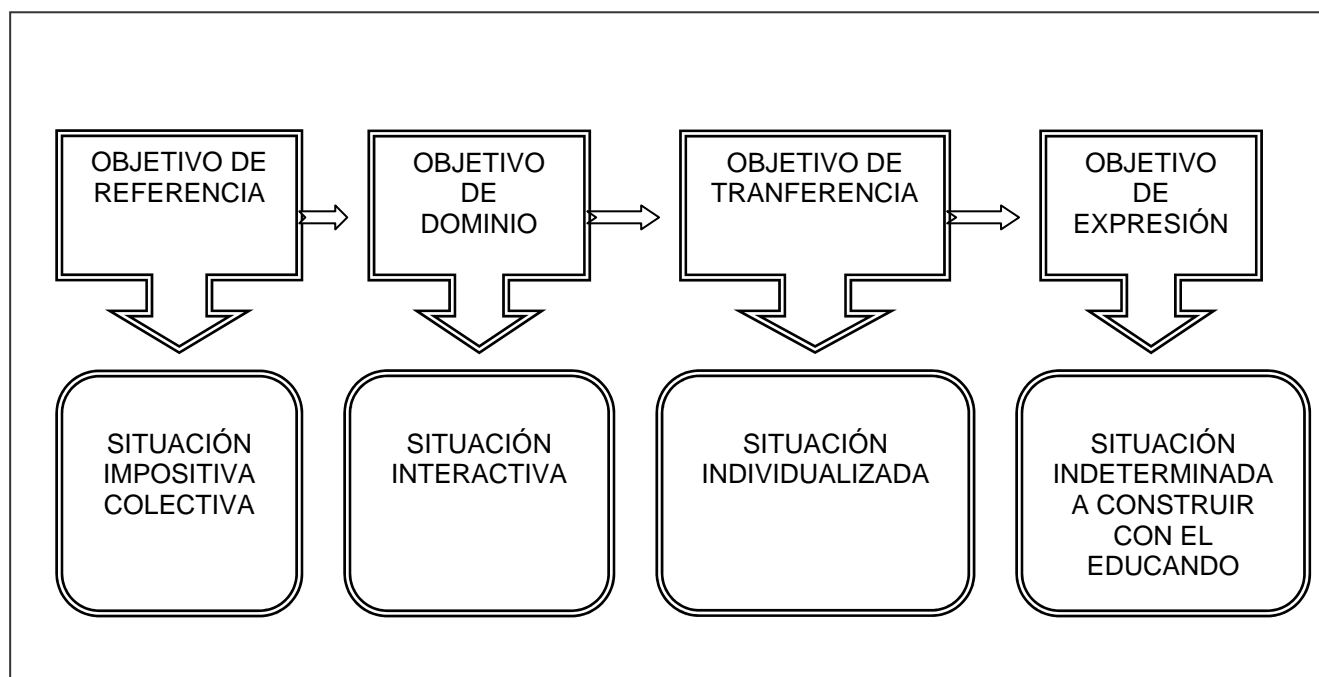 OBJETIVO DE
REFERENCIA
OBJETIVO
DE
DOMINIO
OBJETIVO DE
TRANFERENCIA
OBJETIVO
DE
EXPRESIÓN
SITUACIÓN
IMPOSITIVA
COLECTIVA
SITUACIÓN
INTERACTIVA
SITUACIÓN
INDIVIDUALIZADA
SITUACIÓN
INDETERMINADA
A CONSTRUIR
CON EL
EDUCANDO